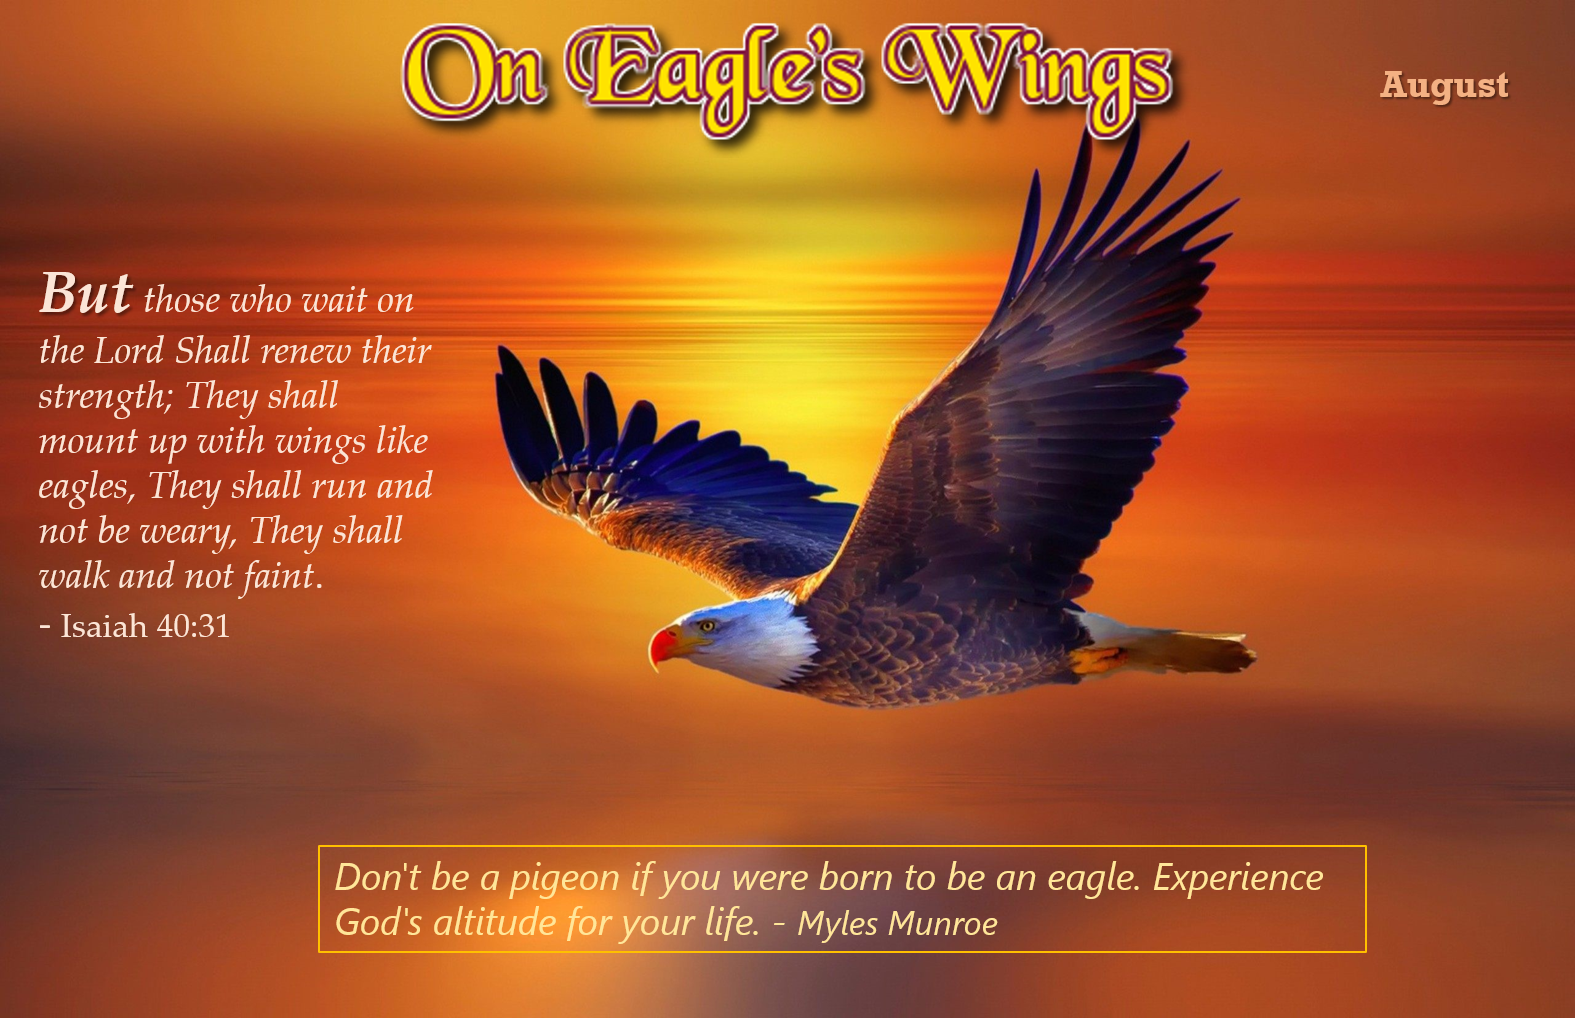 On Eagle's Wings
August
But those who wait on
the Lord Shall renew their
strength; They shall
mount up with wings like
eagles, They shall run and
not be weary, They shall
walk and not faint.
- Isaiah 40:31
Don't be a pigeon if you were born to be an eagle. Experience
God's altitude for your life. - Myles Munroe